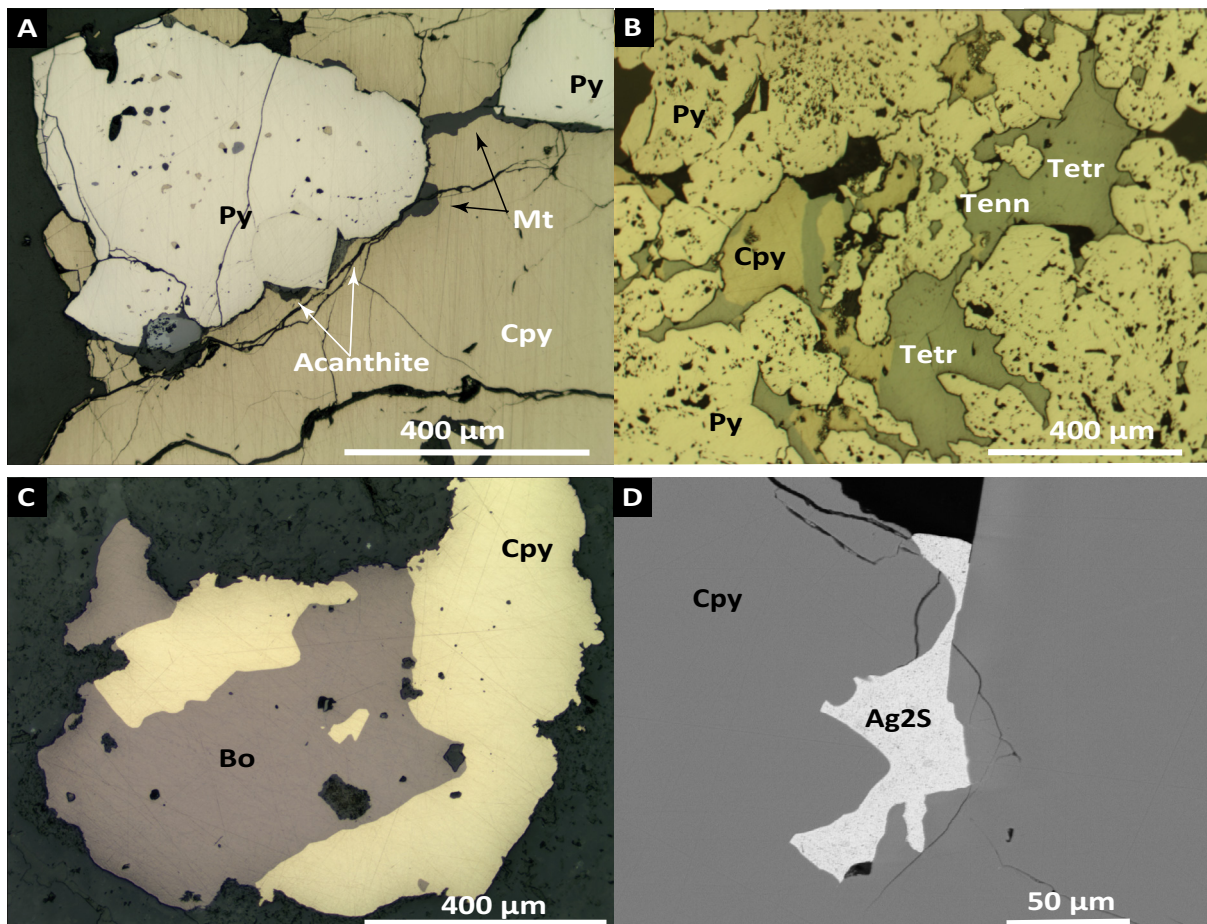 A
Py
Py
Mt
Acanthite
Cpy
400 µm
B
Py
Tetr
Tenn
Cpy
Tetr
Py
400 µm
C
Cpy
Bo
400 µm
D
Cpy
Ag2S
50 µm